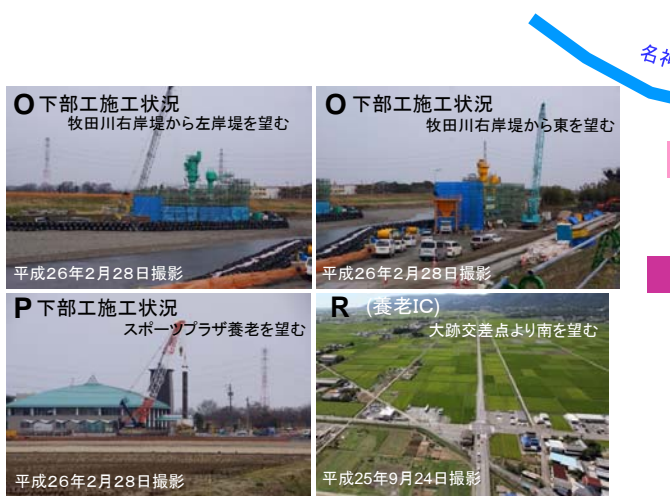 名神
O 下部工施工状況
牧田川右岸堤から左岸堤を望む
平成26年2月28日撮影
O 下部工施工状況
牧田川右岸堤から東を望む
平成26年2月28日撮影
P 下部工施工状況
スポーツプラザ養老を望む
平成26年2月28日撮影
R (養老IC)
大跡交差点より南を望む
平成25年9月24日撮影